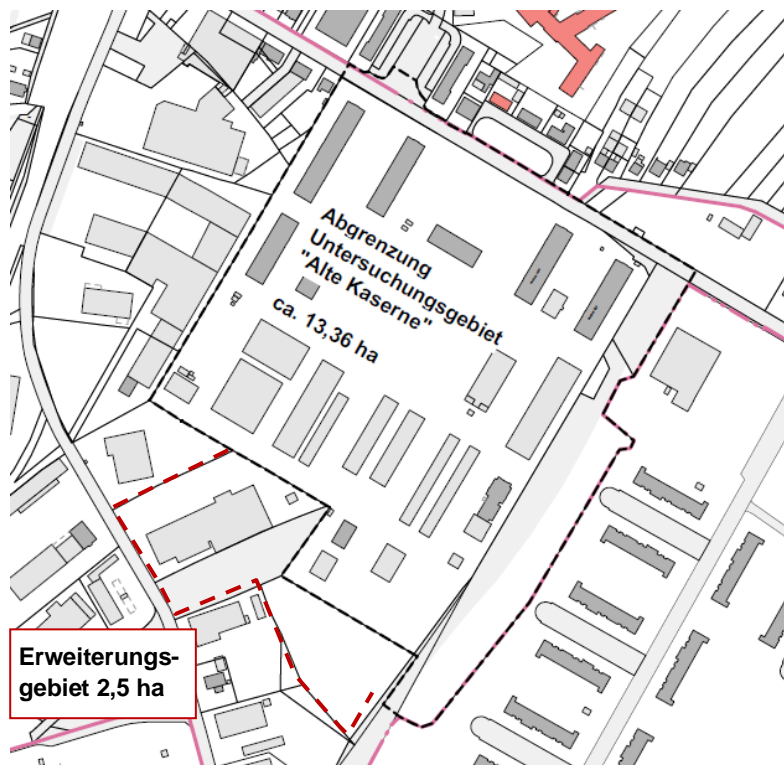 Abgrenzung
Untersuchungsgebiet
"Alte Kaserne"
ca. 13,36 ha
Erweiterungs-
gebiet 2,5 ha